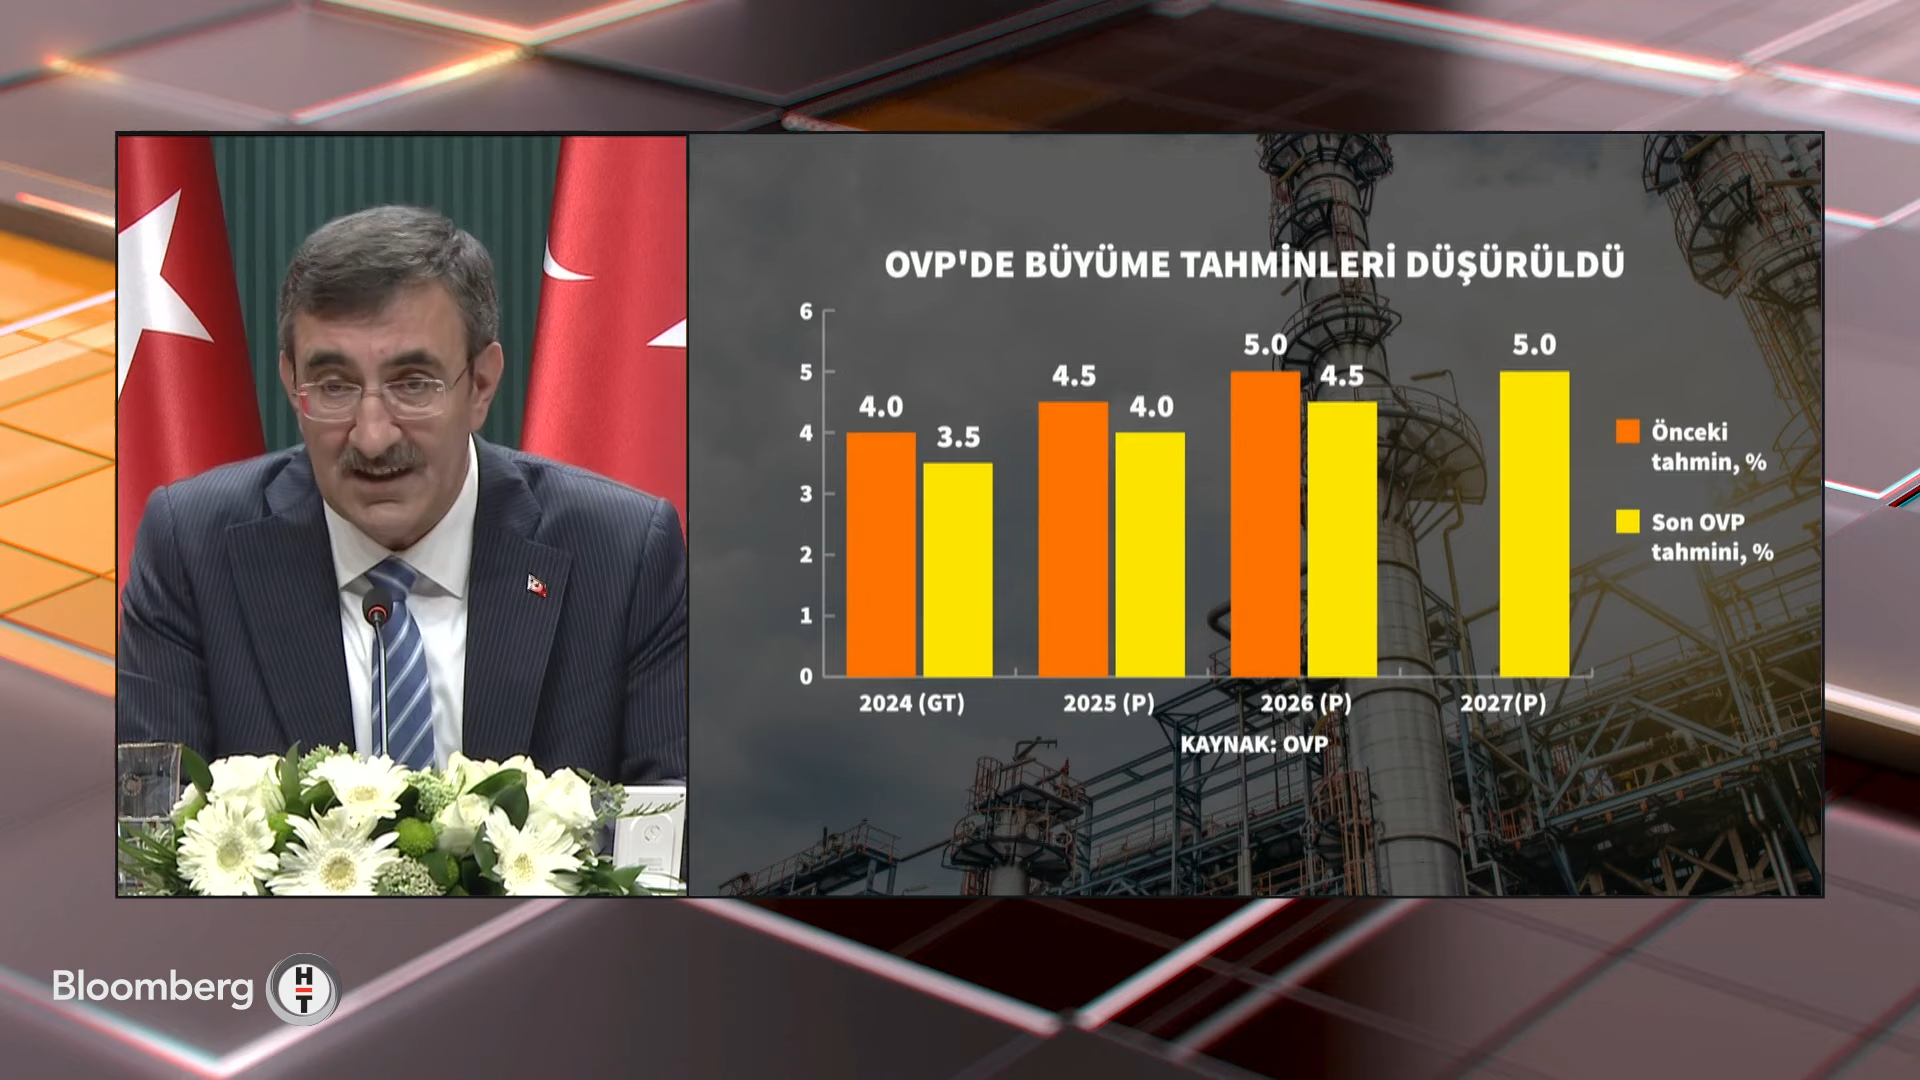 OVP'DE BÜYÜME TAHMİNLERİ DÜŞÜRÜLDÜ
6
5
4
3
2
1
0
4.0
3.5
4.5
4.0
5.0
4.5
5.0
2024 (GT)
2025 (P)
2026 (P)
2027(P)
Önceki
tahmin, %
Son OVP
tahmini, %
KAYNAK: OVP
Bloomberg HT